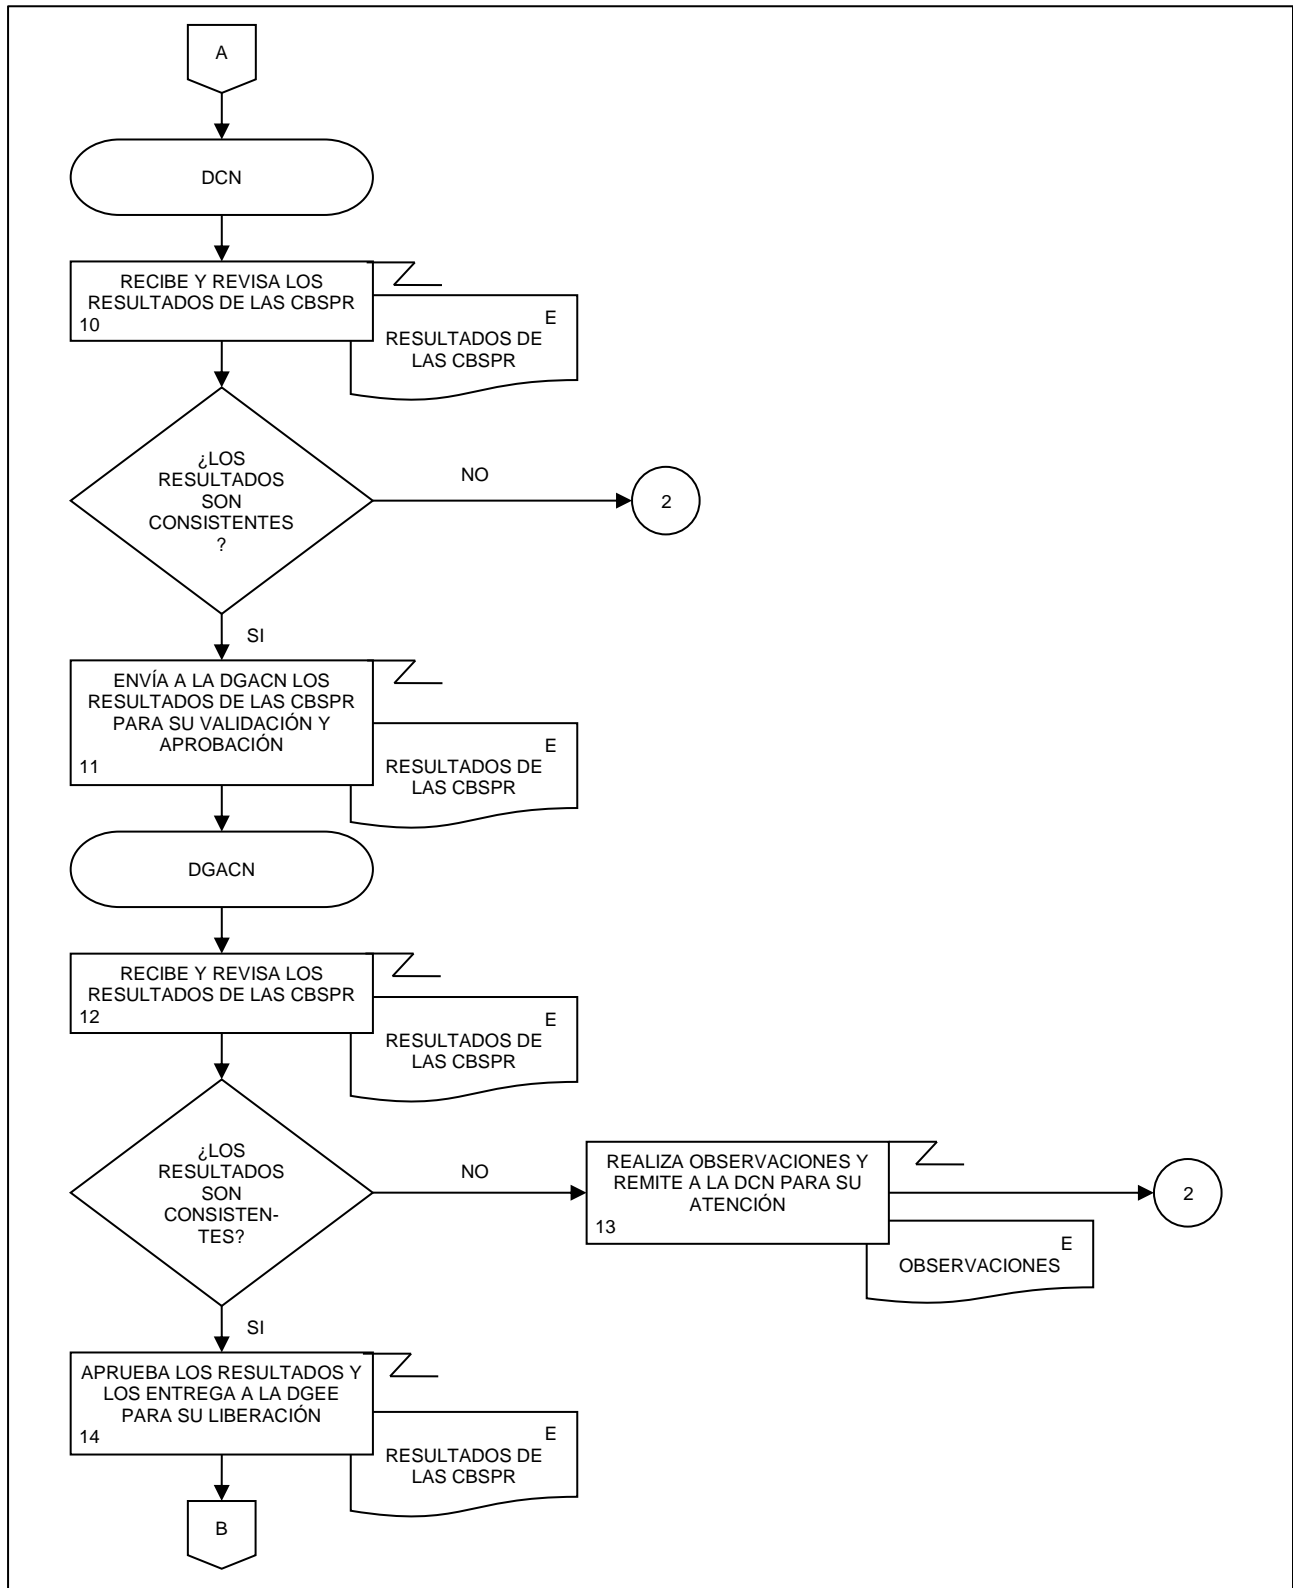 A
DCN
RECIBE Y REVISA LOS
RESULTADOS DE LAS CBSPR
10
E
RESULTADOS DE
LAS CBSPR
¿LOS
RESULTADOS
SON
CONSISTENTES
?
NO
2
SI
ENVÍA A LA DGACN LOS
RESULTADOS DE LAS CBSPR
PARA SU VALIDACIÓN Y
APROBACIÓN
11
E
RESULTADOS DE
LAS CBSPR
DGACN
RECIBE Y REVISA LOS
RESULTADOS DE LAS CBSPR
12
E
RESULTADOS DE
LAS CBSPR
¿LOS
RESULTADOS
SON
CONSISTEN-
TES?
NO
REALIZA OBSERVACIONES Y
REMITE A LA DCN PARA SU
ATENCIÓN
13
E
OBSERVACIONES
2
SI
APRUEBA LOS RESULTADOS Y
LOS ENTREGA A LA DGEE
PARA SU LIBERACIÓN
14
E
RESULTADOS DE
LAS CBSPR
B